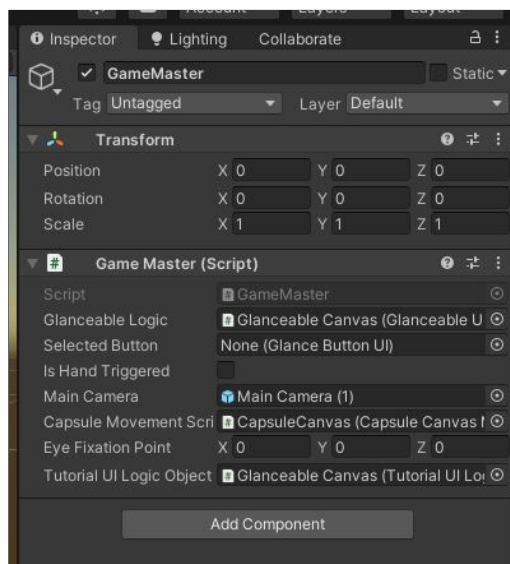 Inspector Lighting Collaborate
GameMaster Static
Tag Untagged Layer Default
Transform
Position X 0 Y 0 Z 0
Rotation X 0 Y 0 Z 0
Scale X 1 Y 1 Z 1
# Game Master (Script)
Script # GameMaster
Glanceable Logic # Glanceable Canvas (Glanceable U
Selected Button None (Glance Button UI)
Is Hand Triggered
Main Camera Main Camera (1)
Capsule Movement Scri # CapsuleCanvas (Capsule Canvas
Eye Fixation Point X 0 Y 0 Z 0
Tutorial UI Logic Object # Glanceable Canvas (Tutorial UI Lo
Add Component